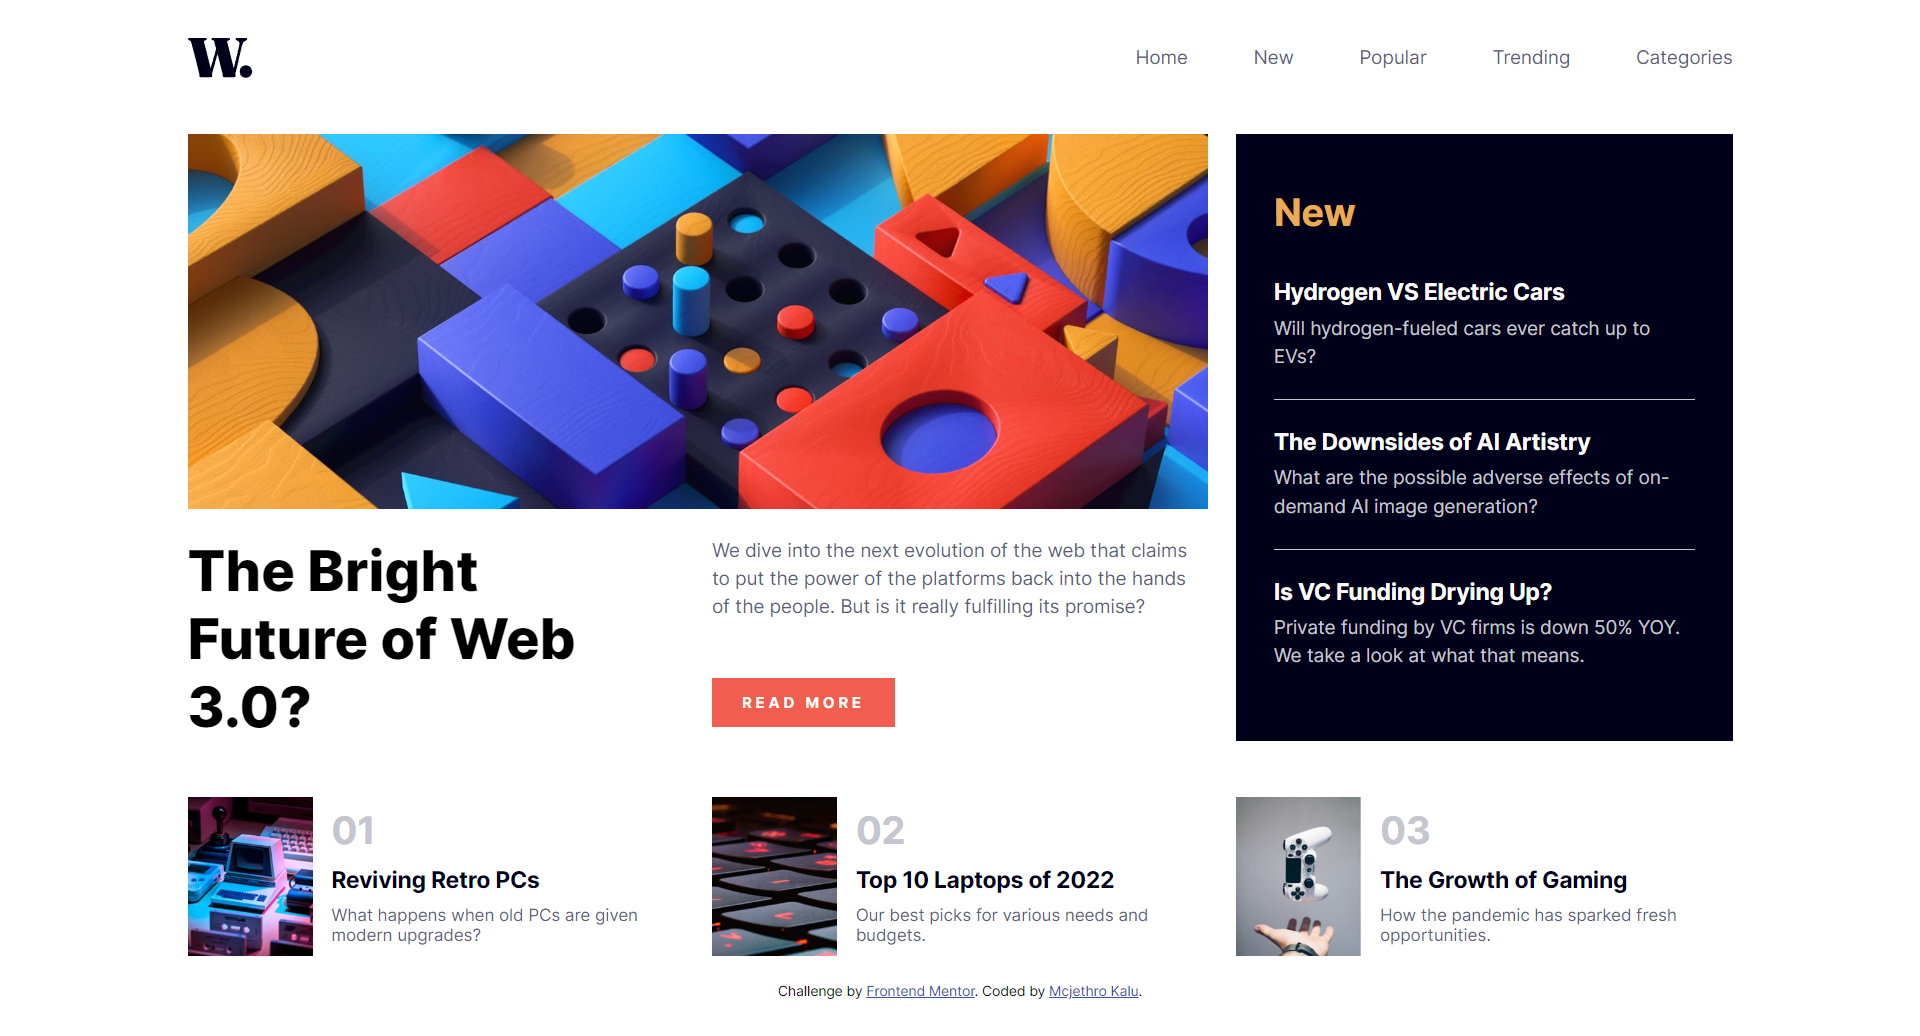 W.
Home
New
Popular
Trending
Categories
New
Hydrogen VS Electric Cars
Will hydrogen-fueled cars ever catch up to
EVs?
The Downsides of AI Artistry
What are the possible adverse effects of on-
demand AI image generation?
Is VC Funding Drying Up?
Private funding by VC firms is down 50% YOY.
We take a look at what that means.
The Bright
Future of Web
3.0?
We dive into the next evolution of the web that claims
to put the power of the platforms back into the hands
of the people. But is it really fulfilling its promise?
READ MORE
01
Reviving Retro PCs
What happens when old PCs are given
modern upgrades?
02
Top 10 Laptops of 2022
Our best picks for various needs and
budgets.
03
The Growth of Gaming
How the pandemic has sparked fresh
opportunities.
Challenge by Frontend Mentor. Coded by Mcjethro Kalu.